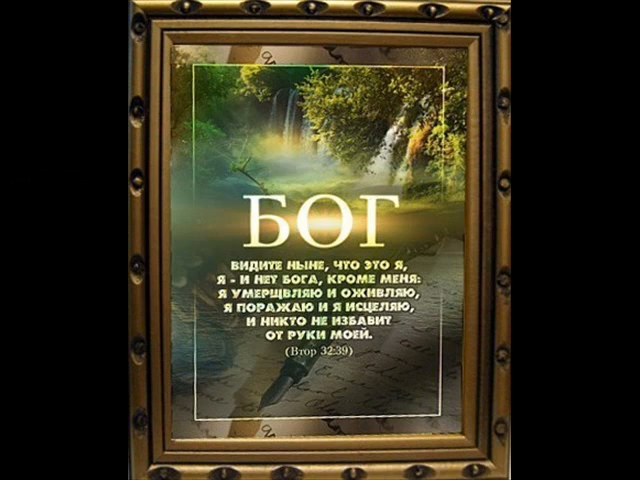 БОГ
ВИДИТЕ НЫНЕ, ЧТО ЭТО Я,
Я - И НЕТ БОГА, КРОМЕ МЕНЯ:
Я УМЕРЩВЛЯЮ И ОЖИВЛЯЮ,
Я ПОРАЖАЮ И Я ИСЦЕЛЯЮ,
И НИКТО НЕ ИЗБАВИТ
ОТ РУКИ МОЕЙ.
(Втор 32:39)